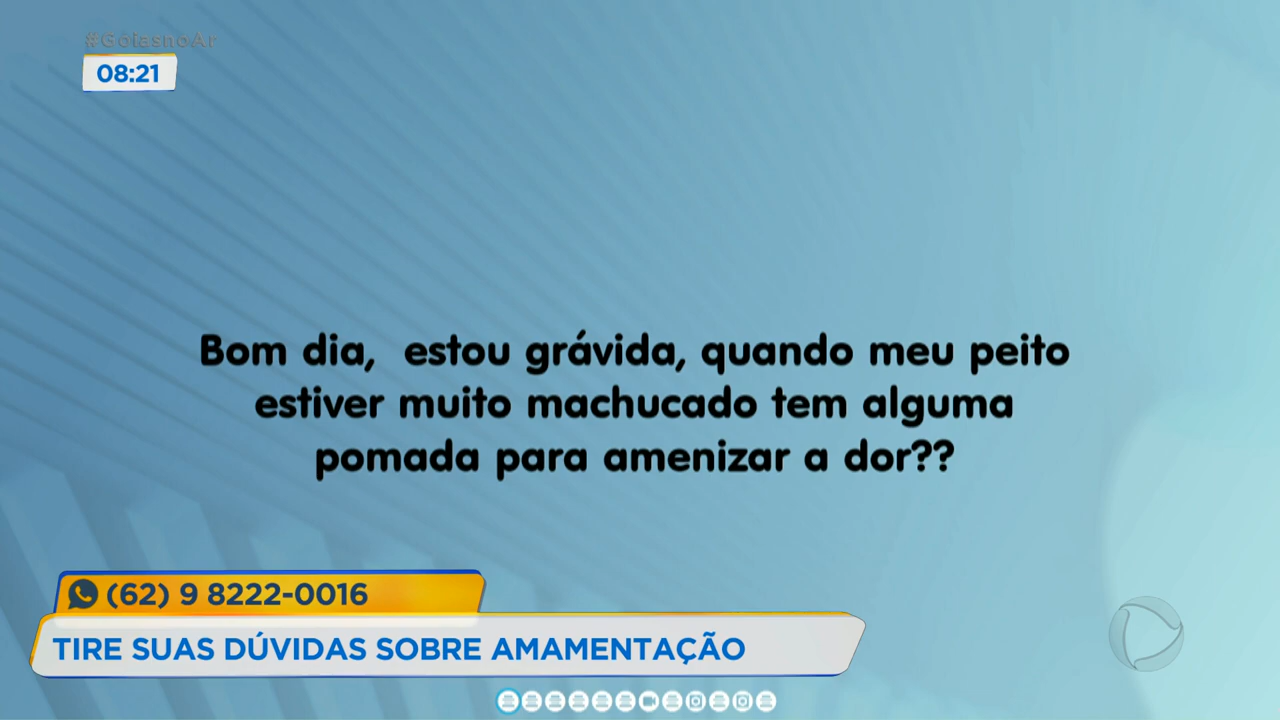 #GoiásnoAr
08:21
Bom dia, estou grávida, quando meu peito
estiver muito machucado tem alguma
pomada para amenizar a dor??
(62) 9 8222-0016
TIRE SUAS DÚVIDAS SOBRE AMAMENTAÇÃO